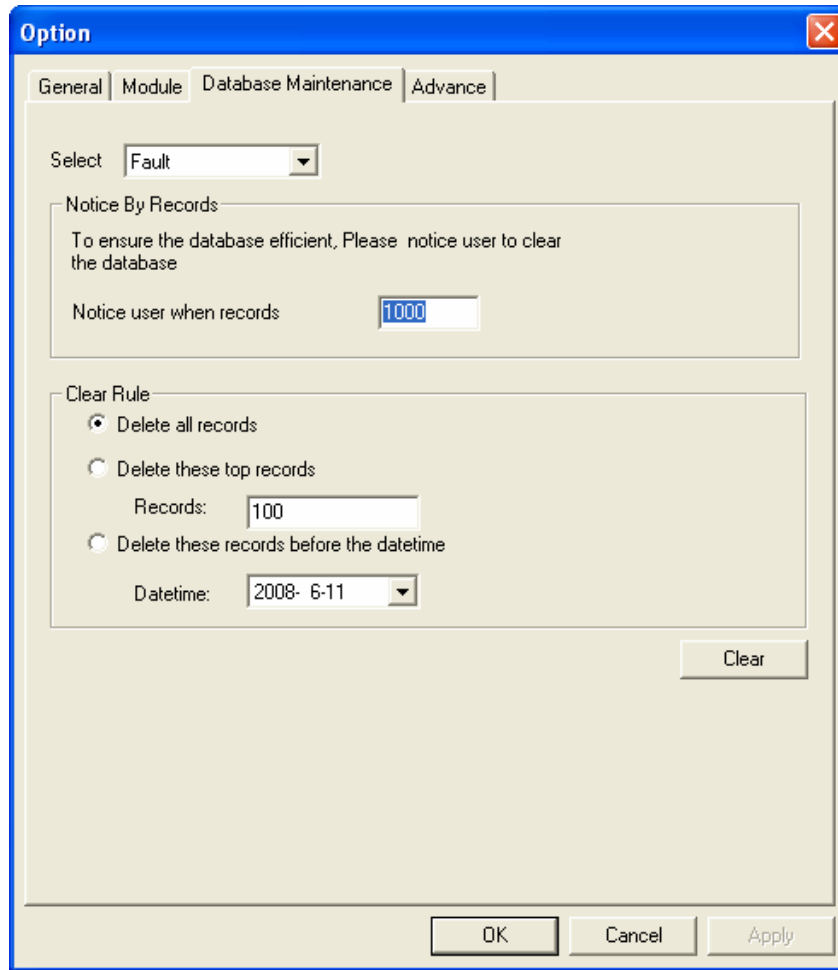 Option
General Module Database Maintenance Advance
Select Fault
Notice By Records
To ensure the database efficient, Please notice user to clear
the database
Notice user when records 1000
Clear Rule
Delete all records
Delete these top records
Records: 100
Delete these records before the datetime
Datetime: 2008- 6-11
Clear
OK Cancel Apply